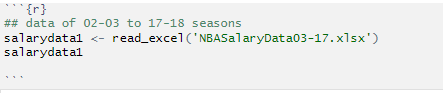 ```{r}
## data of 02-03 to 17-18 seasons
salarydata1 <- read_excel('NBASalaryData03-17.xlsx')
salarydata1
```